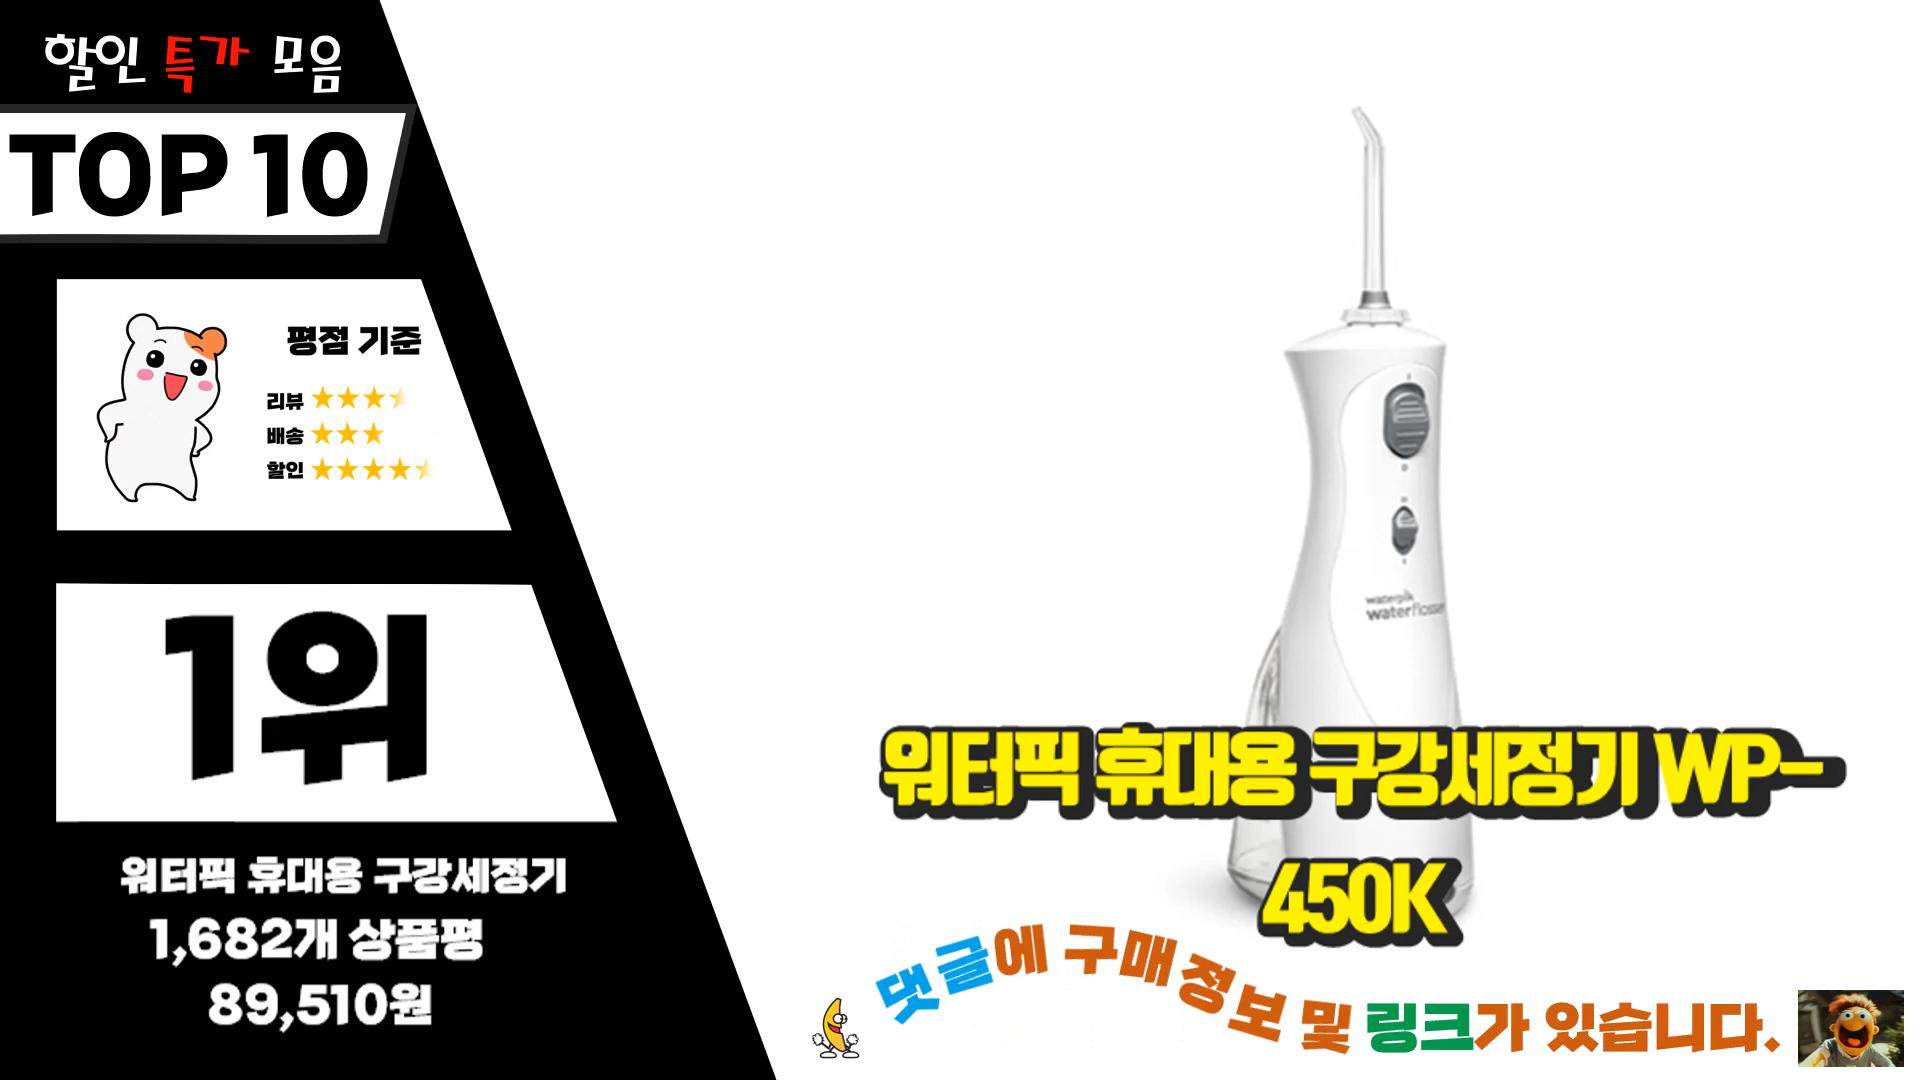 할인 특가 모음
TOP 10
평점 기준
리뷰
배송
할인
1위
워터픽 휴대용 구강세정기
1,682개 상품평
89,510원
waterpik
waterflosser
워터픽 휴대용 구강세정기 WP-
450K
댓글에 구매 정보 및 링크가 있습니다.